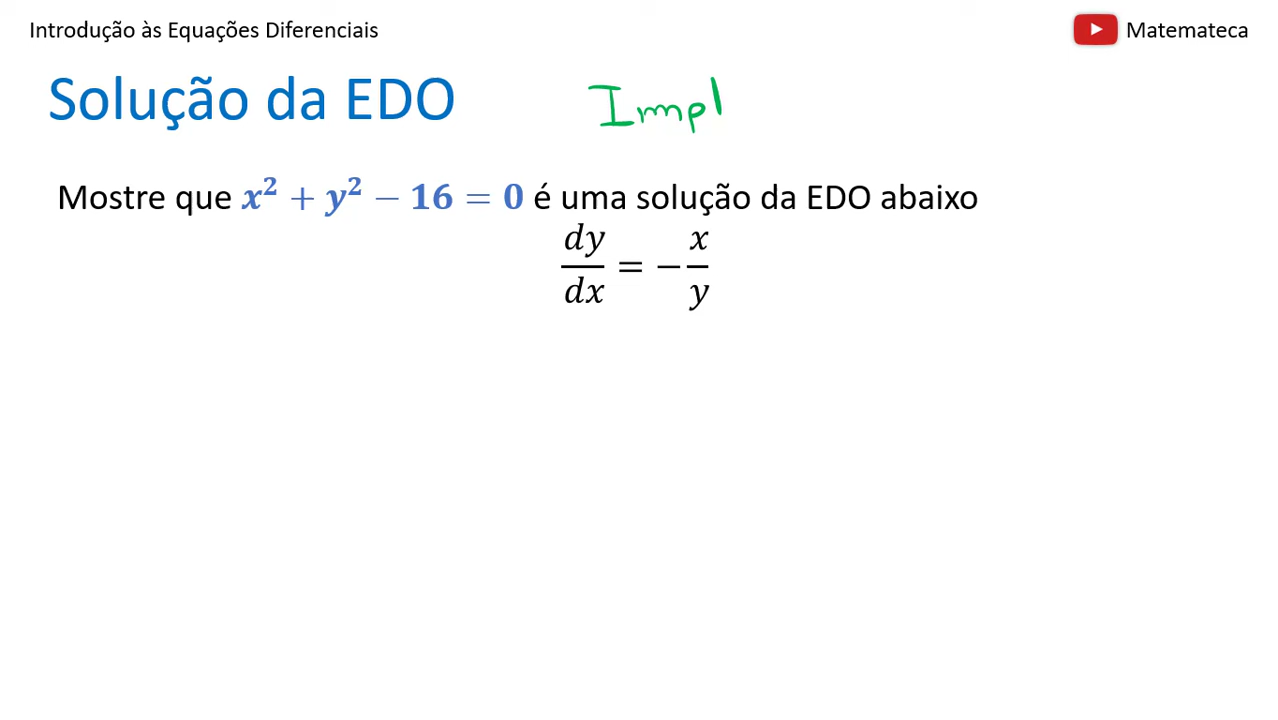 Introdução às Equações Diferenciais
Matemateca
Solução da EDO
Impl
Mostre que x² + y² − 16 = 0 é uma solução da EDO abaixo
dy/dx = −x/y